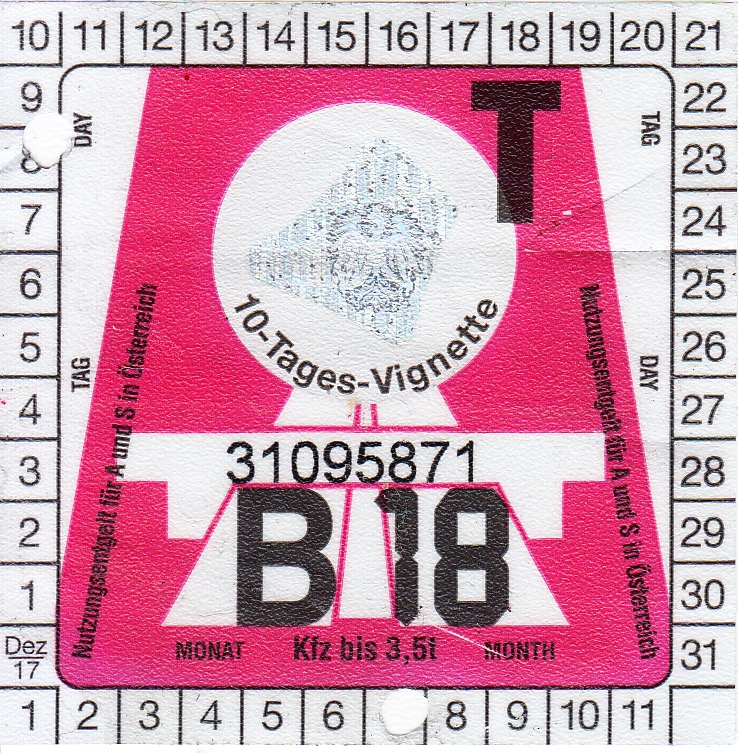 10 11 12 13 14 15 16 17 18 19 20 21
9 22
DAY TAG
8 23
T
7 24
6 25
5 26
4 27
3 28
2 29
1 30
Dez 17 31
10-Tages-Vignette
TAG DAY
Nutzungsentgelt für A und S in Österreich
Nutzungsentgelt für A und S in Österreich
31095871
B 18
MONAT Kfz bis 3,5t MONTH
1 2 3 4 5 6 8 9 10 11